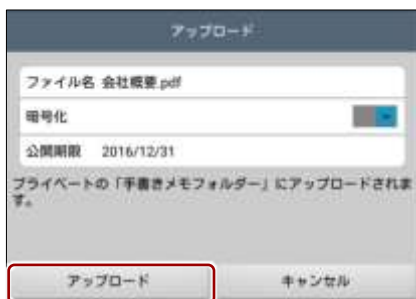 アップロード
ファイル名 会社概要.pdf
暗号化
公開期限 2016/12/31
プライベートの「手書きメモフォルダー」にアップロードされま
す。
アップロード キャンセル